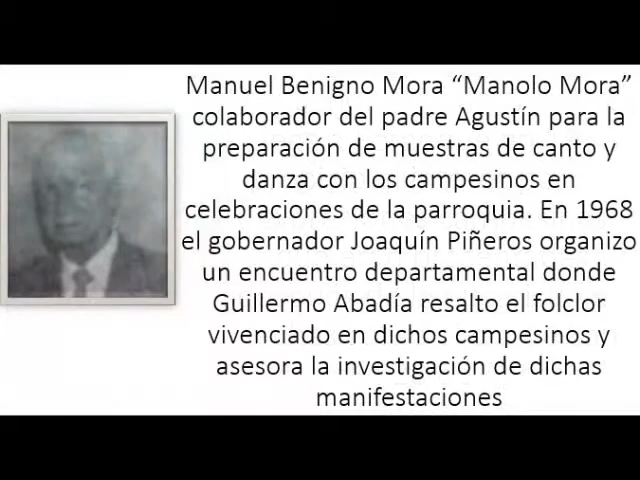 Manuel Benigno Mora “Manolo Mora”
colaborador del padre Agustín para la
preparación de muestras de canto y
danza con los campesinos en
celebraciones de la parroquia. En 1968
el gobernador Joaquín Piñeros organizo
un encuentro departamental donde
Guillermo Abadía resalto el folclor
vivenciado en dichos campesinos y
asesora la investigación de dichas
manifestaciones